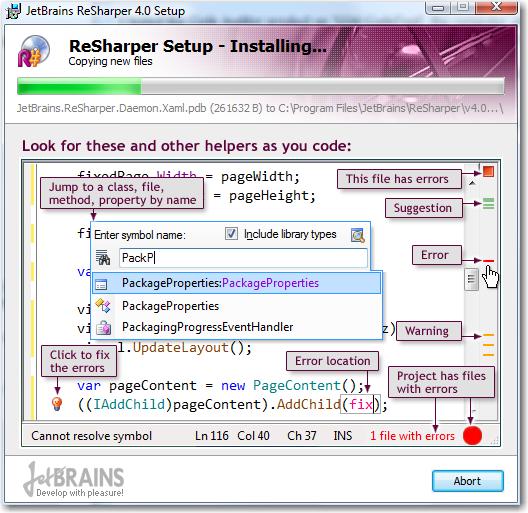 JetBrains ReSharper 4.0 Setup
ReSharper Setup - Installing...
Copying new files
JetBrains.ReSharper.Daemon.Xaml.pdb (261632 B) to C:\Program Files\JetBrains\ReSharper\v4.0...\
Look for these and other helpers as you code:
fixedPage.Width = pageWidth;
Jump to a class, file,
method, property by name
= pageHeight;
This file has errors
Suggestion
Enter symbol name:
Include library types
PackP
Error
PackageProperties:PackageProperties
PackageProperties
PackagingProgressEventHandler
z)
Warning
.UpdateLayout();
Click to fix
the errors
Error location
Project has files
with errors
var pageContent = new PageContent();
((IAddChild)pageContent).AddChild(fix);
Cannot resolve symbol Ln 116 Col 40 Ch 37 INS 1 file with errors
JetBRAINS
Develop with pleasure!
Abort